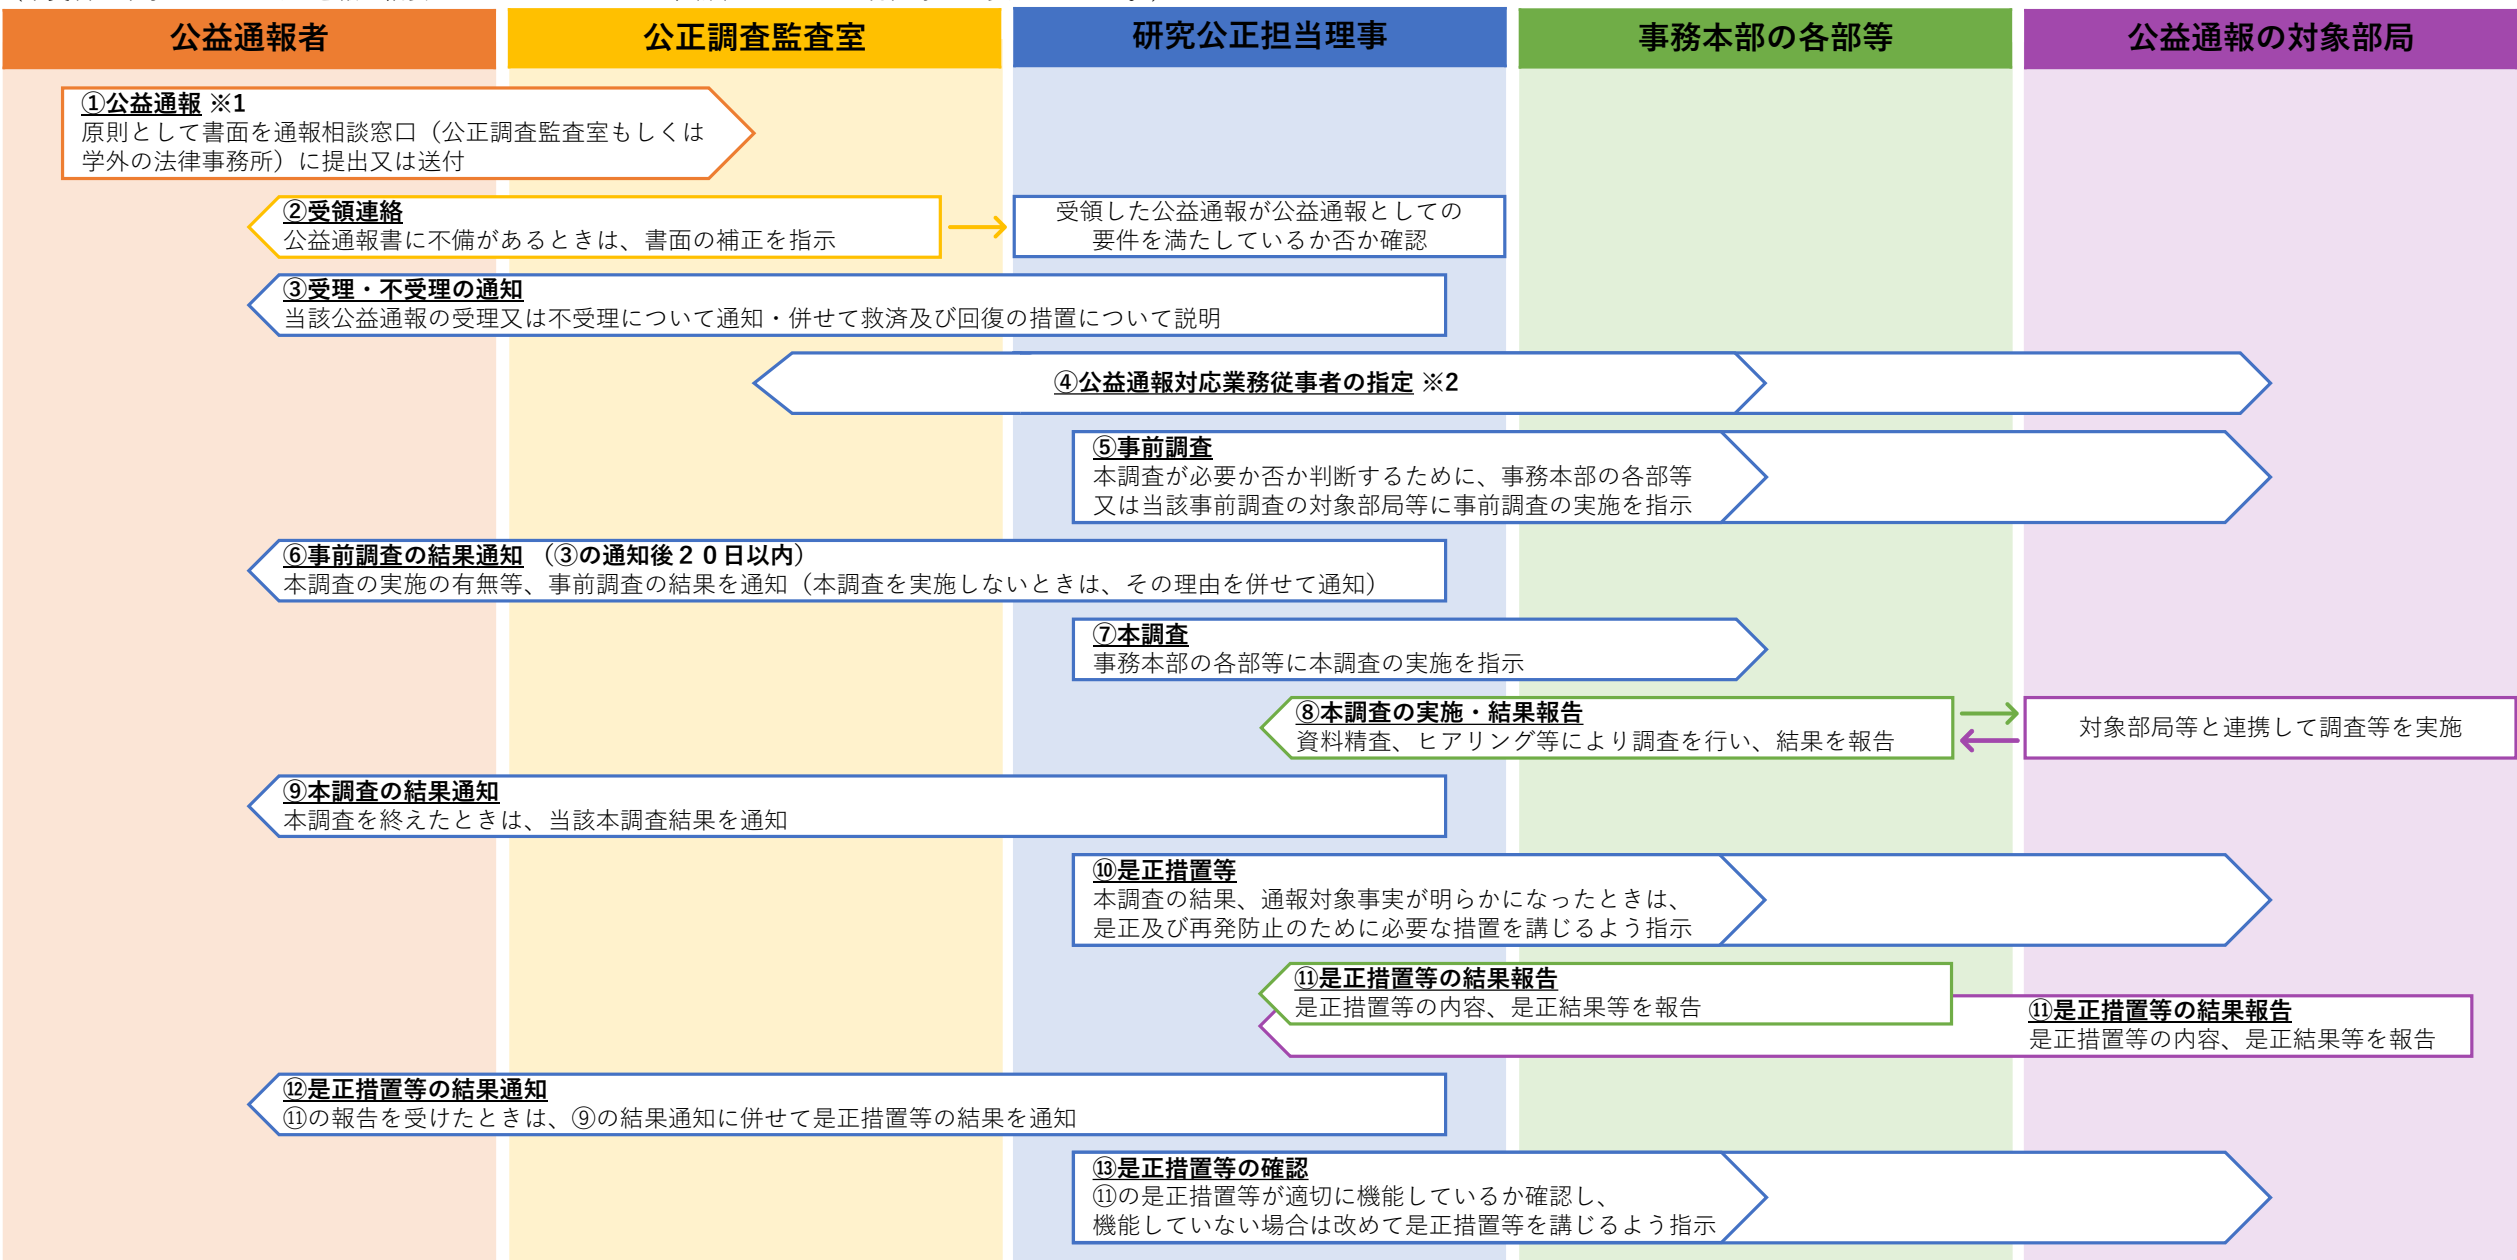 公益通報者
公正調査監査室
研究公正担当理事
事務本部の各部等
公益通報の対象部局
①公益通報 ※1
原則として書面を通報相談窓口（公正調査監査室もしくは
学外の法律事務所）に提出又は送付
②受領連絡
公益通報書に不備があるときは、書面の補正を指示
受領した公益通報が公益通報としての
要件を満たしているか否か確認
③受理・不受理の通知
当該公益通報の受理又は不受理について通知・併せて救済及び回復の措置について説明
④公益通報対応業務従事者の指定 ※2
⑤事前調査
本調査が必要か否か判断するために、事務本部の各部等
又は当該事前調査の対象部局等に事前調査の実施を指示
⑥事前調査の結果通知 （③の通知後２０日以内）
本調査の実施の有無等、事前調査の結果を通知（本調査を実施しないときは、その理由を併せて通知）
⑦本調査
事務本部の各部等に本調査の実施を指示
⑧本調査の実施・結果報告
資料精査、ヒアリング等により調査を行い、結果を報告
対象部局等と連携して調査等を実施
⑨本調査の結果通知
本調査を終えたときは、当該本調査結果を通知
⑩是正措置等
本調査の結果、通報対象事実が明らかになったときは、
是正及び再発防止のために必要な措置を講じるよう指示
⑪是正措置等の結果報告
是正措置等の内容、是正結果等を報告
⑪是正措置等の結果報告
是正措置等の内容、是正結果等を報告
⑫是正措置等の結果通知
⑪の報告を受けたときは、⑨の結果通知に併せて是正措置等の結果を通知
⑬是正措置等の確認
⑪の是正措置等が適切に機能しているか確認し、
機能していない場合は改めて是正措置等を講じるよう指示